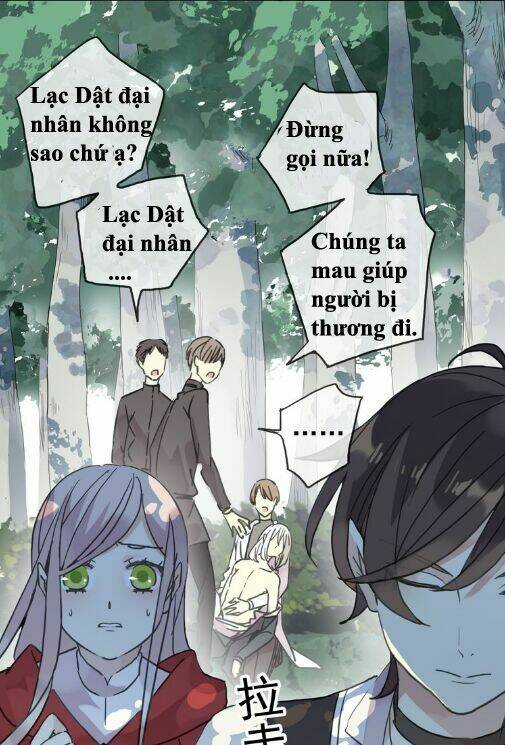 Lạc Dật đại
nhân không
sao chứ ạ?
Lạc Dật
đại nhân
....
Đừng
gọi nữa!
Chúng ta
mau giúp
người bị
thương đi.
......
拉
走